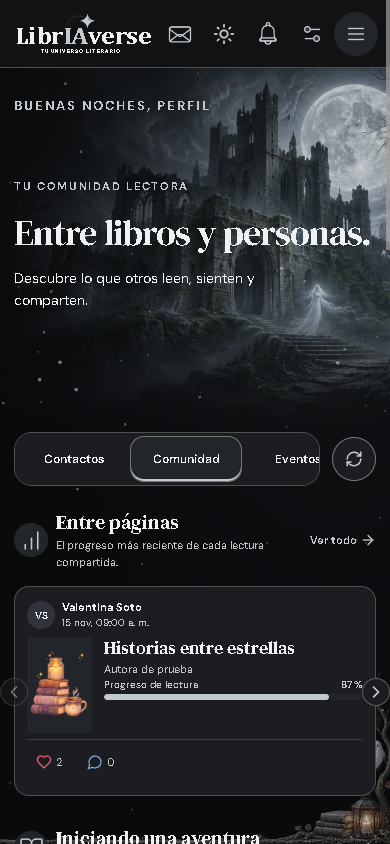 LibrIAverse
TU UNIVERSO LITERARIO
BUENAS NOCHES, PERFIL
TU COMUNIDAD LECTORA
Entre libros y personas.
Descubre lo que otros leen, sienten y
comparten.
Contactos
Comunidad
Eventos
Entre páginas
El progreso más reciente de cada lectura
compartida.
Ver todo
VS
Valentina Soto
15 nov, 09:00 a. m.
Historias entre estrellas
Autora de prueba
Progreso de lectura
87%
2
0
Iniciando una aventura